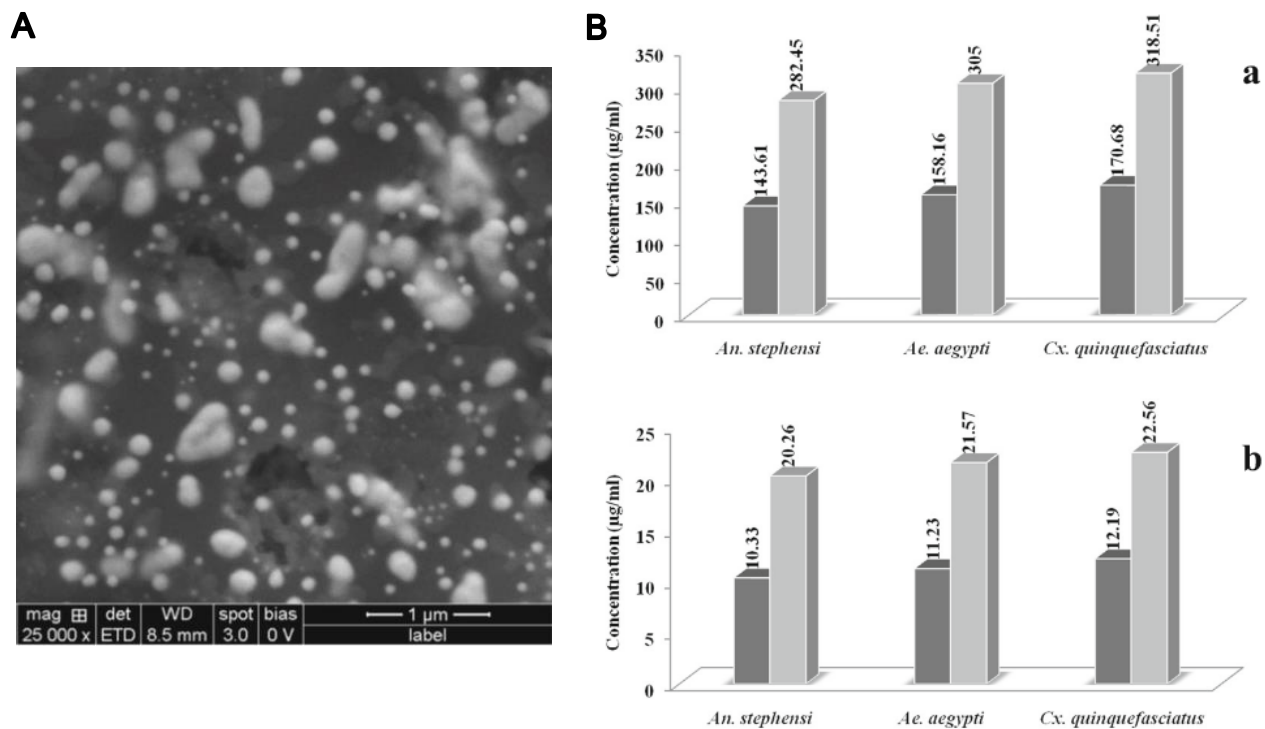 A
mag ⊞ det WD spot bias 1 µm
25 000 x ETD 8.5 mm 3.0 0 V label
B
a
Concentration (µg/ml)
350
300
250
200
150
100
50
0
143.61
282.45
158.16
305
170.68
318.51
An. stephensi Ae. aegypti Cx. quinquefasciatus
b
Concentration (µg/ml)
25
20
15
10
5
0
10.33
20.26
11.23
21.57
12.19
22.56
An. stephensi Ae. aegypti Cx. quinquefasciatus